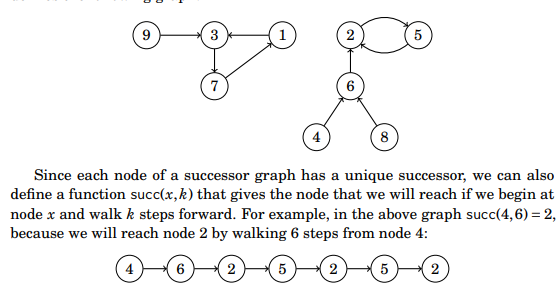 9 3 1 2 5
7 6
4 8
Since each node of a successor graph has a unique successor, we can also
define a function succ(x,k) that gives the node that we will reach if we begin at
node x and walk k steps forward. For example, in the above graph succ(4,6) = 2,
because we will reach node 2 by walking 6 steps from node 4:
4 6 2 5 2 5 2